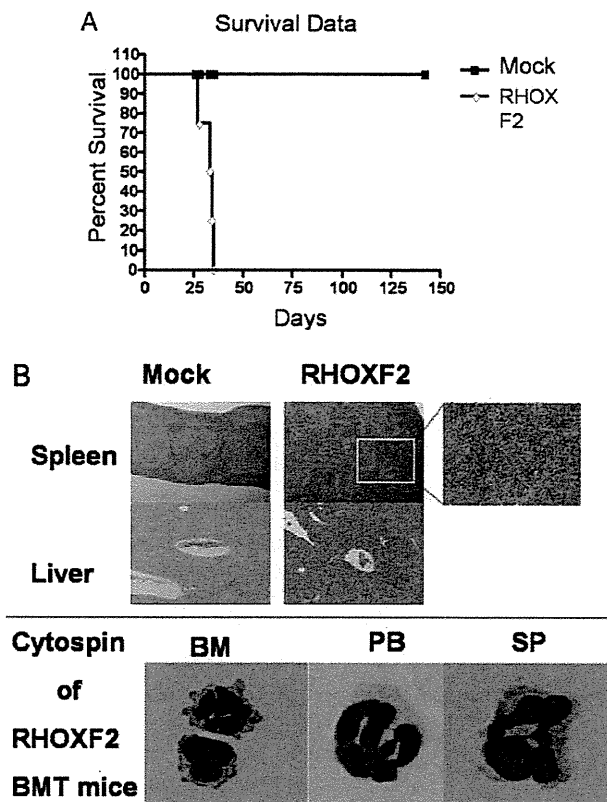 A
Survival Data
110
100
90
80
70
60
50
40
30
20
10
0
Percent Survival
0 25 50 75 100 125 150
Days
Mock
RHOX
F2
B
Mock RHOXF2
Spleen
Liver
Cytospin
of
RHOXF2
BMT mice
BM PB SP